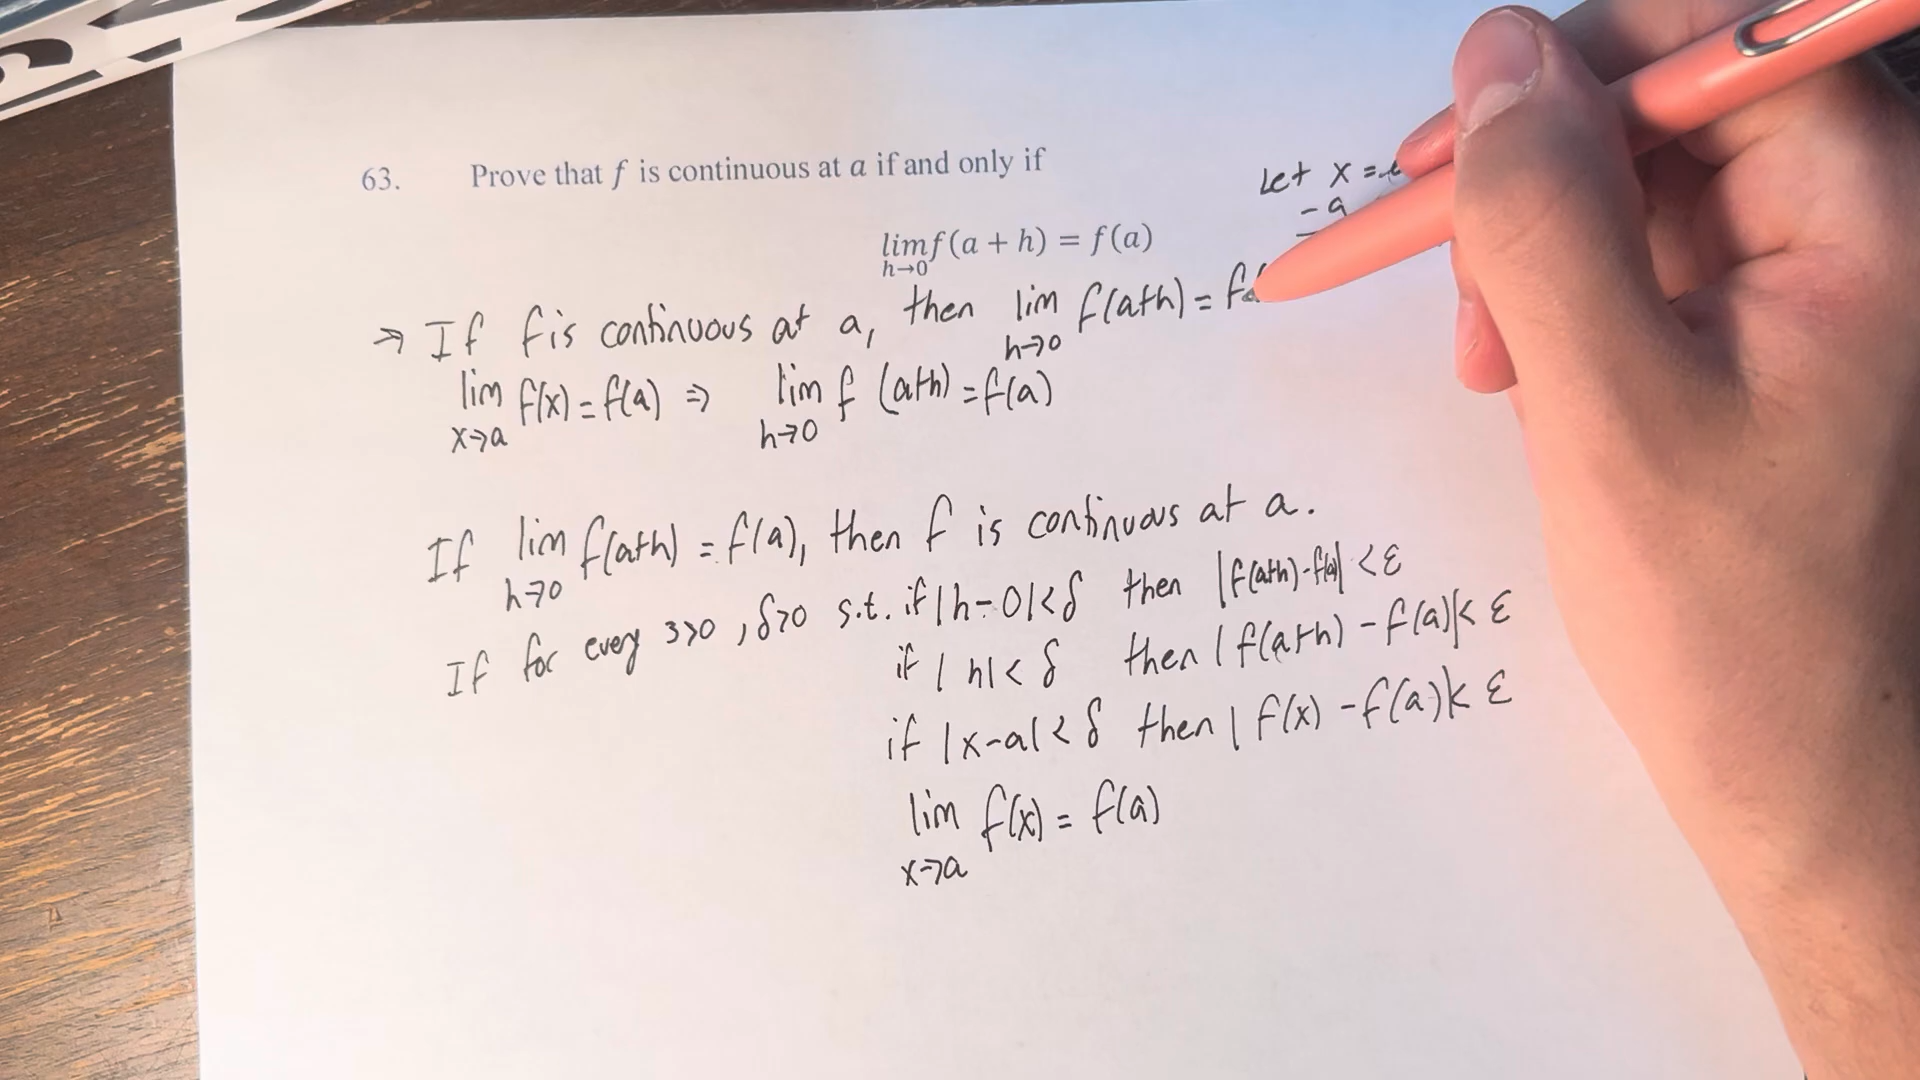 63. Prove that f is continuous at a if and only if
Let x =
- a
lim f(a + h) = f(a)
h→0
⇒ If f is continuous at a, then lim f(a+h) = f
h→0
lim f(x) = f(a) ⇒ lim f (a+h) = f(a)
x→a h→0
If lim f(a+h) = f(a), then f is continuous at a.
h→0
If for every ε>0, δ>0 s.t. if |h-0|<δ then |f(a+h)-f(a)| <ε
if |h|< δ then | f(a+h) - f(a)|< ε
if |x-a|< δ then | f(x) - f(a)|< ε
lim f(x) = f(a)
x→a